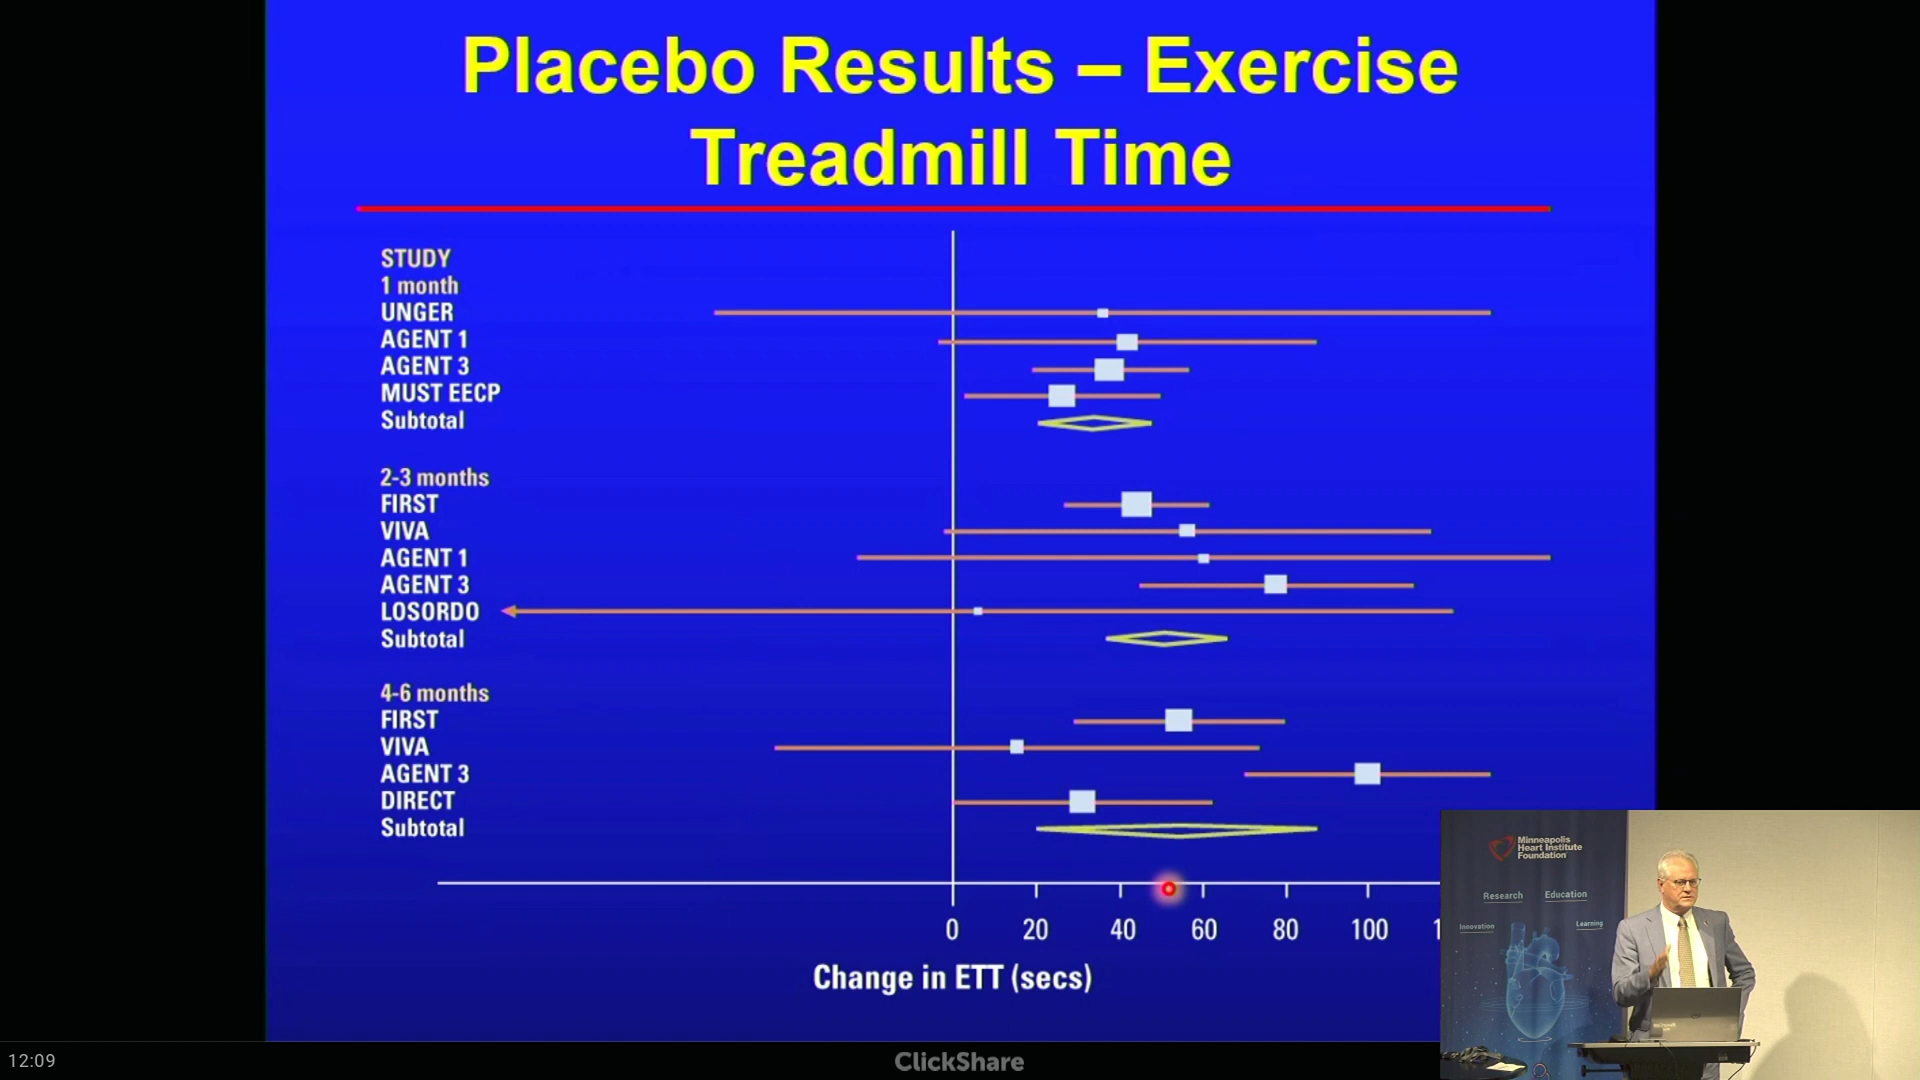 Placebo Results – Exercise
Treadmill Time
STUDY
1 month
UNGER
AGENT 1
AGENT 3
MUST EECP
Subtotal
2-3 months
FIRST
VIVA
AGENT 1
AGENT 3
LOSORDO
Subtotal
4-6 months
FIRST
VIVA
AGENT 3
DIRECT
Subtotal
0 20 40 60 80 100 1
Change in ETT (secs)
Minneapolis
Heart Institute
Foundation
Research Education
Innovation Learning
12:09
ClickShare